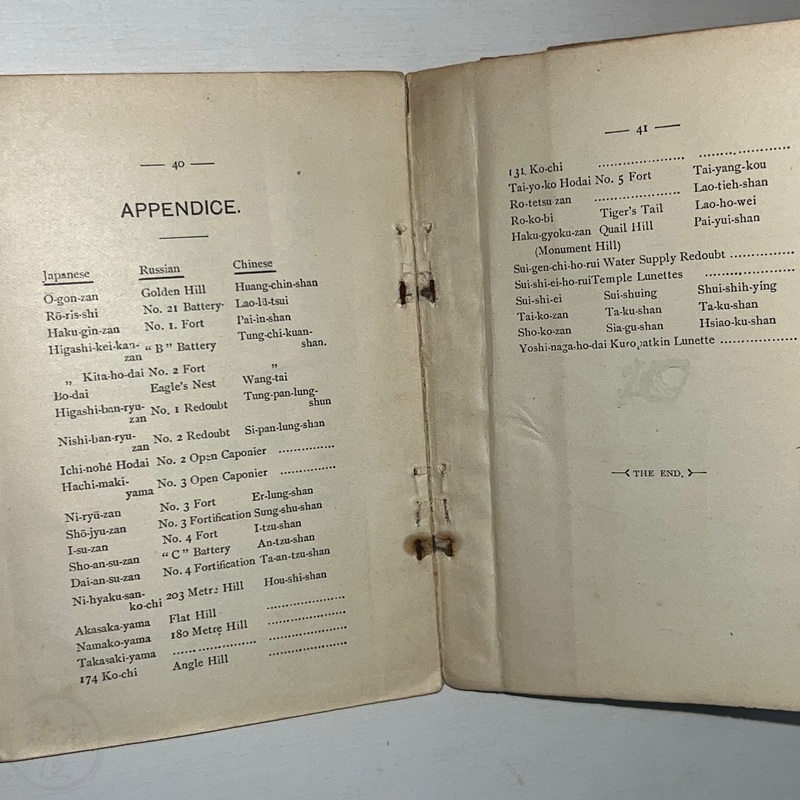 — 40 —
APPENDICE.
Japanese Russian Chinese
Ō-gon-zan Golden Hill Huang-chin-shan
Rō-ris-shi No. 21 Battery Lao-lü-tsui
Haku-gin-zan No. 1. Fort Pai-in-shan
Higashi-kei-kan-zan “B” Battery Tung-chi-kuan-shan.
„ Kita-ho-dai No. 2 Fort „
Bo-dai Eagle's Nest Wang-tai
Higashi-ban-ryu-zan No. 1 Redoubt Tung-pan-lung-shun
Nishi-ban-ryu-zan No. 2 Redoubt Si-pan-lung-shan
Ichi-nohé Hodai No. 2 Open Caponier ..............
Hachi-maki-yama No. 3 Open Caponier ..............
Ni-ryū-zan No. 3 Fort Er-lung-shan
Shō-jyu-zan No. 3 Fortification Sung-shu-shan
I-su-zan No. 4 Fort I-tzu-shan
Sho-an-su-zan “C” Battery An-tzu-shan
Dai-an-su-zan No. 4 Fortification Ta-an-tzu-shan
Ni-hyaku-san-ko-chi 203 Metre Hill Hou-shi-shan
Akasaka-yama Flat Hill ..............
Namako-yama 180 Metre Hill ..............
Takasaki-yama .............. ..............
174 Ko-chi Angle Hill ..............
— 41 —
131. Ko-chi .............. ..............
Tai-yo-ko Hodai No. 5 Fort Tai-yang-kou
Ro-tetsu-zan .............. Lao-tieh-shan
Ro-ko-bi Tiger's Tail Lao-ho-wei
Haku-gyoku-zan Quail Hill Pai-yui-shan
(Monument Hill)
Sui-gen-chi-ho-rui Water Supply Redoubt ..............
Sui-shi-ei-ho-rui Temple Lunettes ..............
Sui-shi-ei Sui-shuing Shui-shih-ying
Tai-ko-zan Ta-ku-shan Ta-ku-shan
Sho-ko-zan Sia-gu-shan Hsiao-ku-shan
Yoshi-naga-ho-dai Kuropatkin Lunette ..............
THE END.